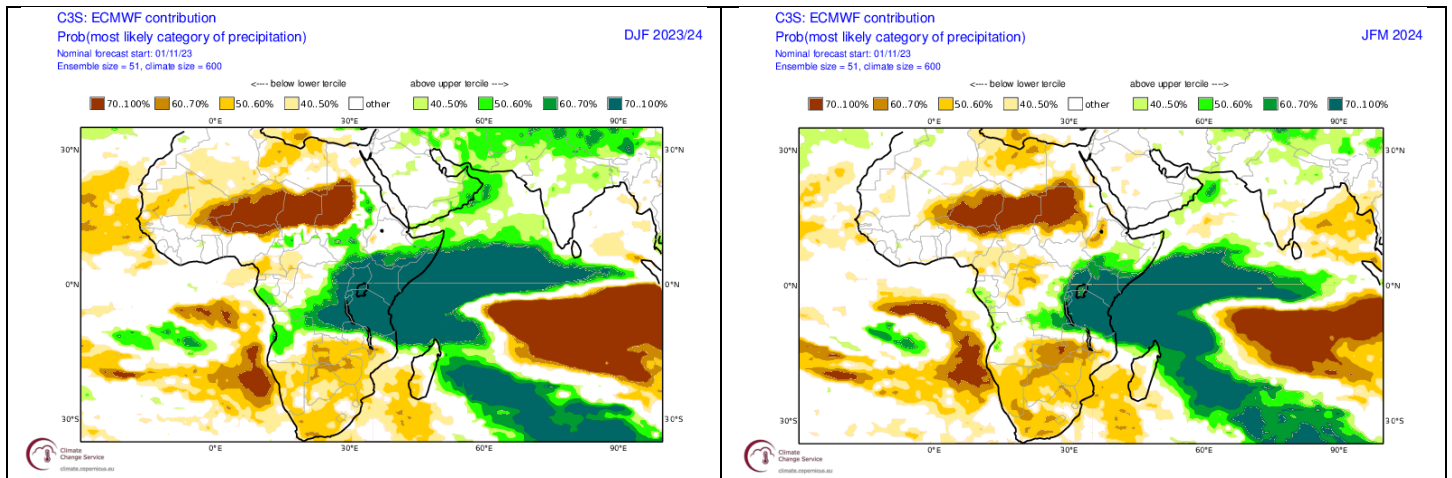 C3S: ECMWF contribution
Prob(most likely category of precipitation)
DJF 2023/24
Nominal forecast start: 01/11/23
Ensemble size = 51, climate size = 600
<---- below lower tercile
above upper tercile ---->
70..100% 60..70% 50..60% 40..50% other 40..50% 50..60% 60..70% 70..100%
0°E 30°E 60°E 90°E
30°N 30°N
0°N 0°N
30°S 30°S
0°E 30°E 60°E 90°E
Climate
Change Service
climate.copernicus.eu
C3S: ECMWF contribution
Prob(most likely category of precipitation)
JFM 2024
Nominal forecast start: 01/11/23
Ensemble size = 51, climate size = 600
<---- below lower tercile
above upper tercile ---->
70..100% 60..70% 50..60% 40..50% other 40..50% 50..60% 60..70% 70..100%
0°E 30°E 60°E 90°E
30°N 30°N
0°N 0°N
30°S 30°S
0°E 30°E 60°E 90°E
Climate
Change Service
climate.copernicus.eu